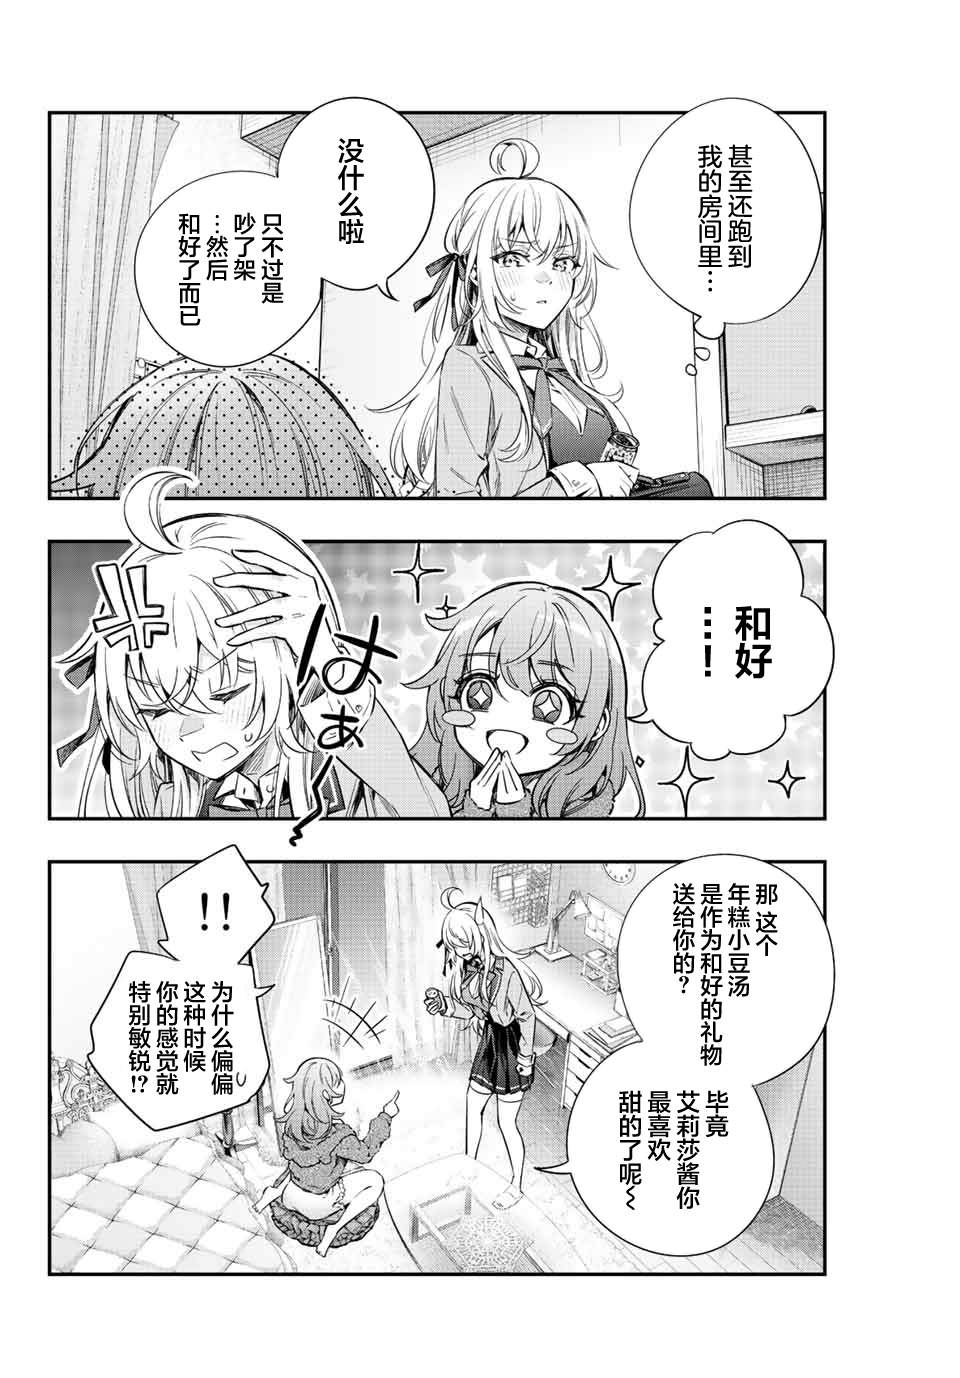 甚至还跑到
我的房间里…
没什么啦
只不过是
吵了架
…然后
和好了而已
和好
…！
はぁ〜
那 这个
年糕小豆汤
是作为和好的礼物
送给你的？
毕竟
艾莉莎酱你
最喜欢
甜的了呢〜
！！
为什么偏偏
这种时候
你的感觉就
特别敏锐!?